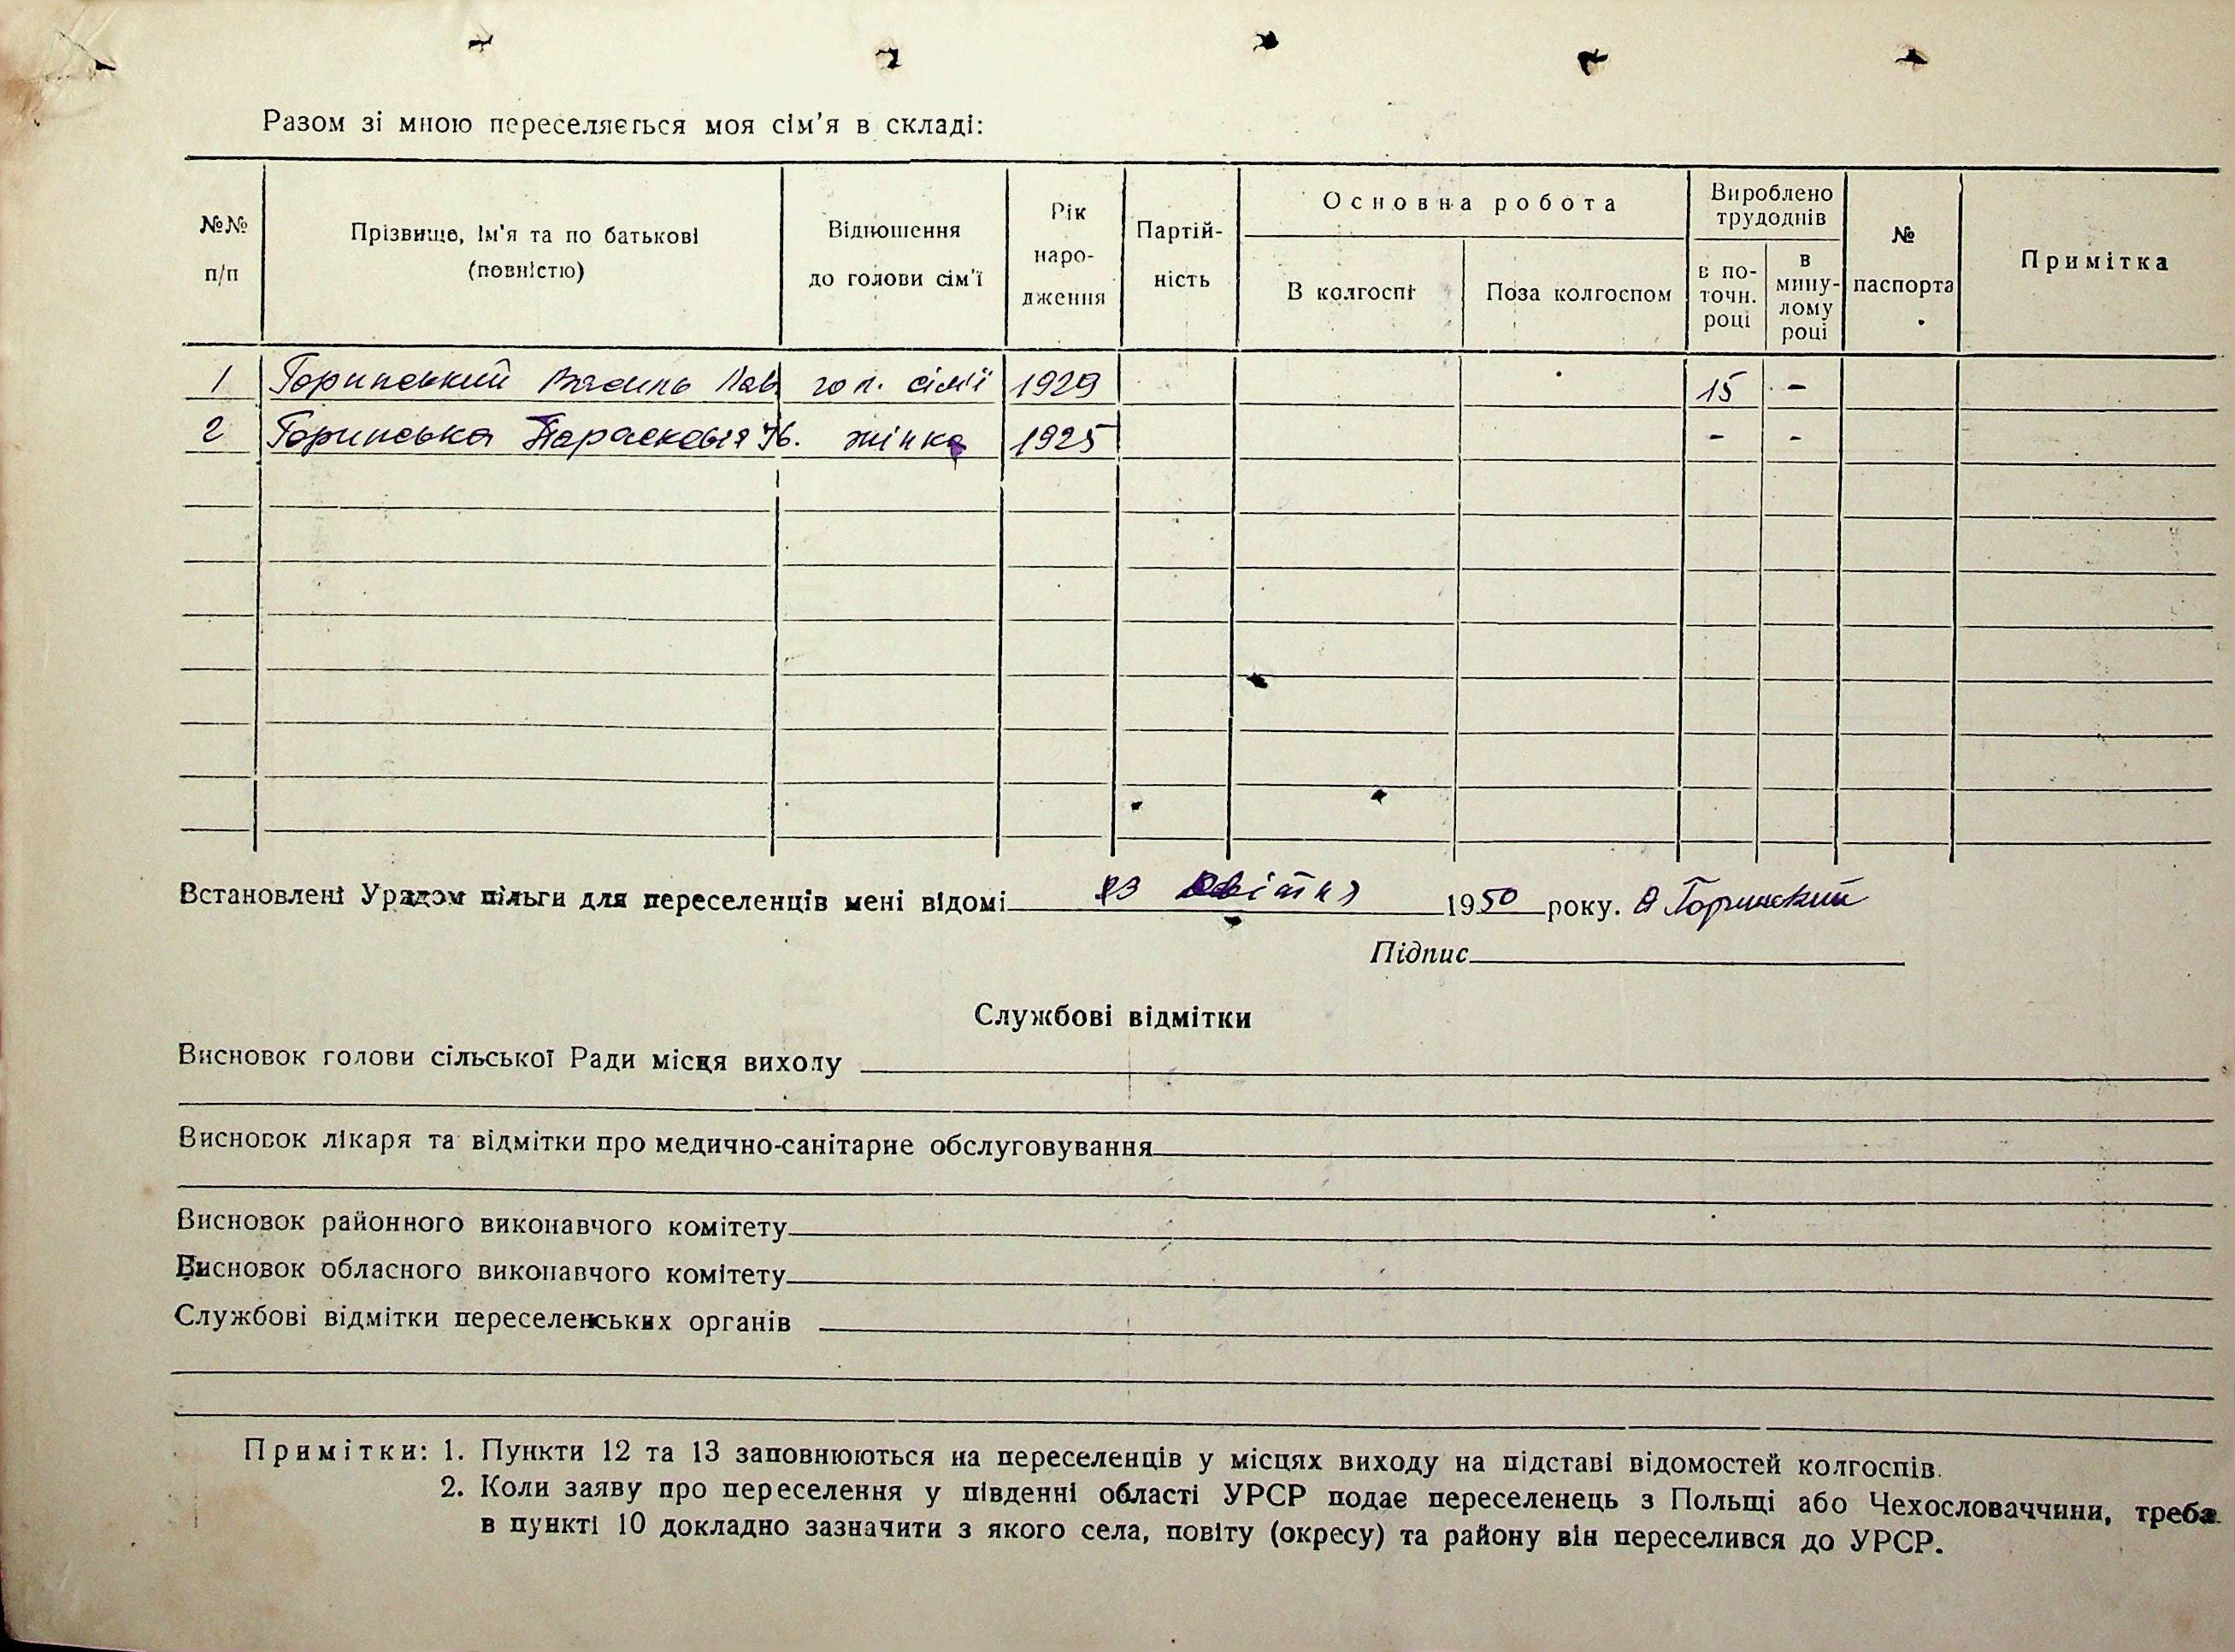 Разом зі мною переселяється моя сім'я в складі:
№№ п/п
Прізвище, ім'я та по батькові (повністю)
Відношення до голови сім'ї
Рік народження
Партійність
Основна робота
В колгоспі
Поза колгоспом
Вироблено трудоднів
в поточн. році
в минулому році
№ паспорта
Примітка
1 Горинський Василь Пав гол. сім'ї 1929 15 -
2 Горинська Парасковія Ів. жінка 1925 - -
Встановлені Урядом пільги для переселенців мені відомі 23 квітня 1950 року. Горинский
Підпис
Службові відмітки
Висновок голови сільської Ради місця виходу
Висновок лікаря та відмітки про медично-санітарне обслуговування
Висновок районного виконавчого комітету
Висновок обласного виконавчого комітету
Службові відмітки переселенських органів
Примітки: 1. Пункти 12 та 13 заповнюються на переселенців у місцях виходу на підставі відомостей колгоспів.
2. Коли заяву про переселення у південні області УРСР подає переселенець з Польщі або Чехословаччини, треба
в пункті 10 докладно зазначити з якого села, повіту (окресу) та району він переселився до УРСР.